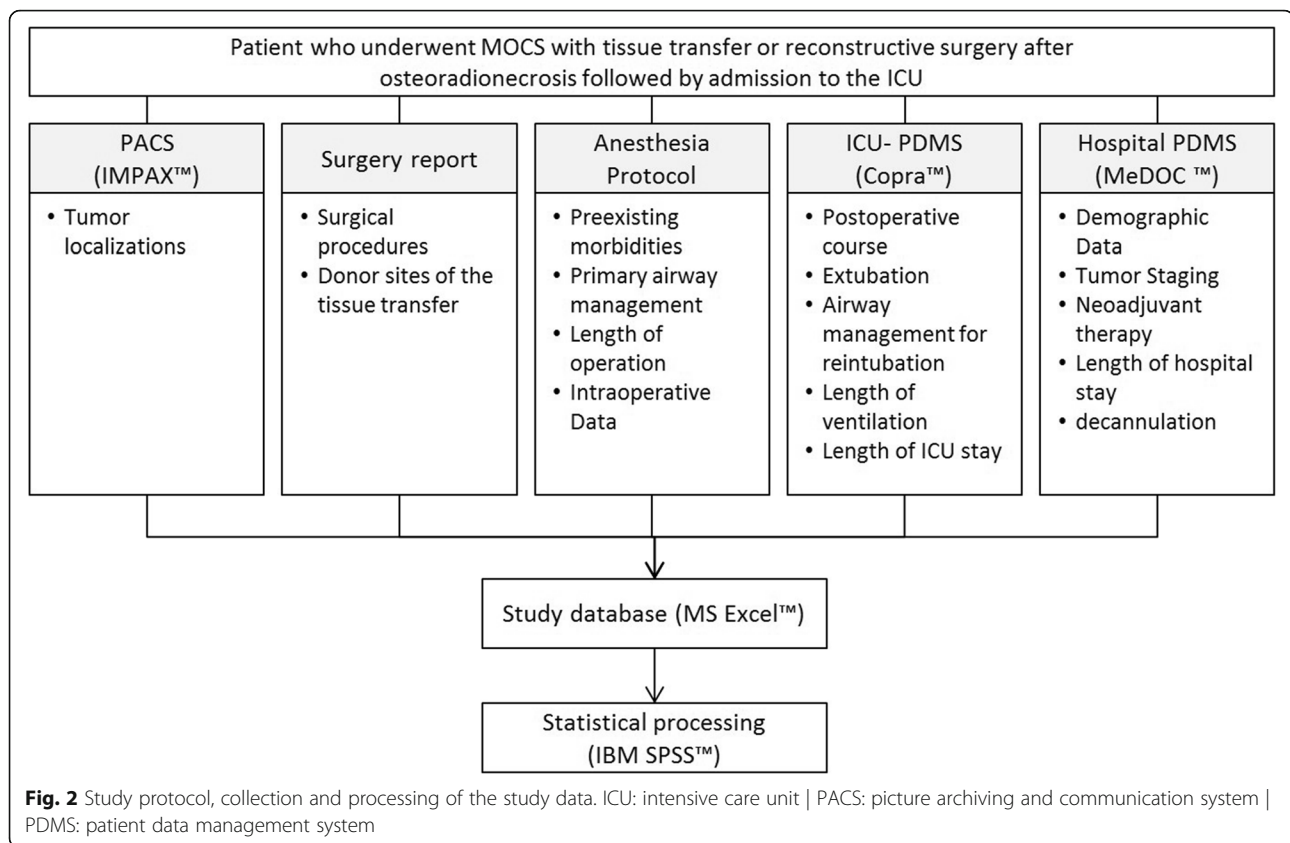 Patient who underwent MOCS with tissue transfer or reconstructive surgery after
osteoradionecrosis followed by admission to the ICU
PACS
(IMPAX™)
• Tumor
localizations
Surgery report
• Surgical
procedures
• Donor sites of the
tissue transfer
Anesthesia
Protocol
• Preexisting
morbidities
• Primary airway
management
• Length of
operation
• Intraoperative
Data
ICU- PDMS
(Copra™)
• Postoperative
course
• Extubation
• Airway
management for
reintubation
• Length of
ventilation
• Length of ICU stay
Hospital PDMS
(MeDOC ™)
• Demographic
Data
• Tumor Staging
• Neoadjuvant
therapy
• Length of hospital
stay
• decannulation
Study database (MS Excel™)
Statistical processing
(IBM SPSS™)
Fig. 2 Study protocol, collection and processing of the study data. ICU: intensive care unit | PACS: picture archiving and communication system |
PDMS: patient data management system